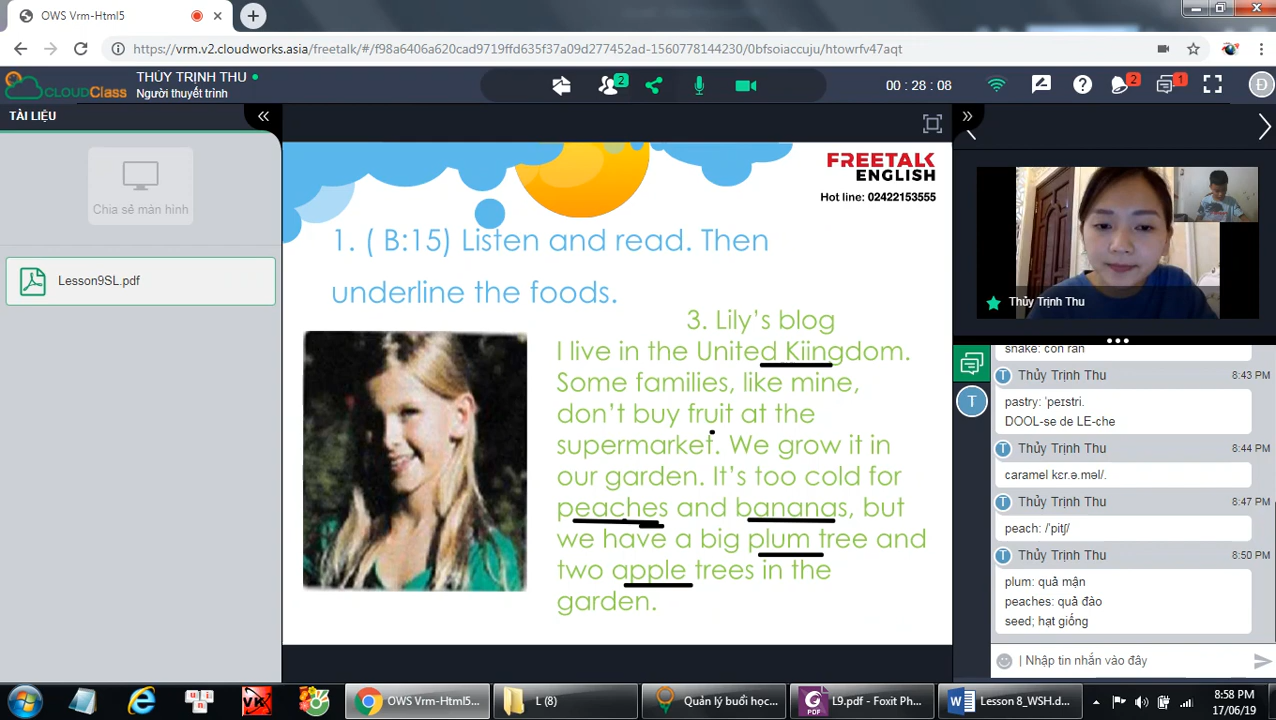 OWS Vrm-Html5
https://vrm.v2.cloudworks.asia/freetalk/#/f98a6406a620cad9719ffd635f37a09d277452ad-1560778144230/0bfsoiaccuju/htowrfv47aqt
CLOUDClass
THỦY TRỊNH THU
Người thuyết trình
2
00 : 28 : 08
2
1
Đ
TÀI LIỆU
Chia sẻ màn hình
Lesson9SL.pdf
FREETALK
ENGLISH
Hot line: 02422153555
1. ( B:15) Listen and read. Then
underline the foods.
3. Lily's blog
I live in the United Kiingdom.
Some families, like mine,
don't buy fruit at the
supermarket. We grow it in
our garden. It's too cold for
peaches and bananas, but
we have a big plum tree and
two apple trees in the
garden.
Thủy Trịnh Thu
snake: con rắn
T
T Thủy Trịnh Thu 8:43 PM
pastry: ˈpeɪstri.
DOOL-se de LE-che
T Thủy Trịnh Thu 8:44 PM
caramel kɛr.ə.məl/.
T Thủy Trịnh Thu 8:47 PM
peach: /ˈpitʃ/
T Thủy Trịnh Thu 8:50 PM
plum: quả mận
peaches: quả đào
seed; hạt giống
Nhập tin nhắn vào đây
OWS Vrm-Html5...
L (8)
Quản lý buổi học...
L9.pdf - Foxit Ph...
Lesson 8_WSH.d...
8:58 PM
17/06/19